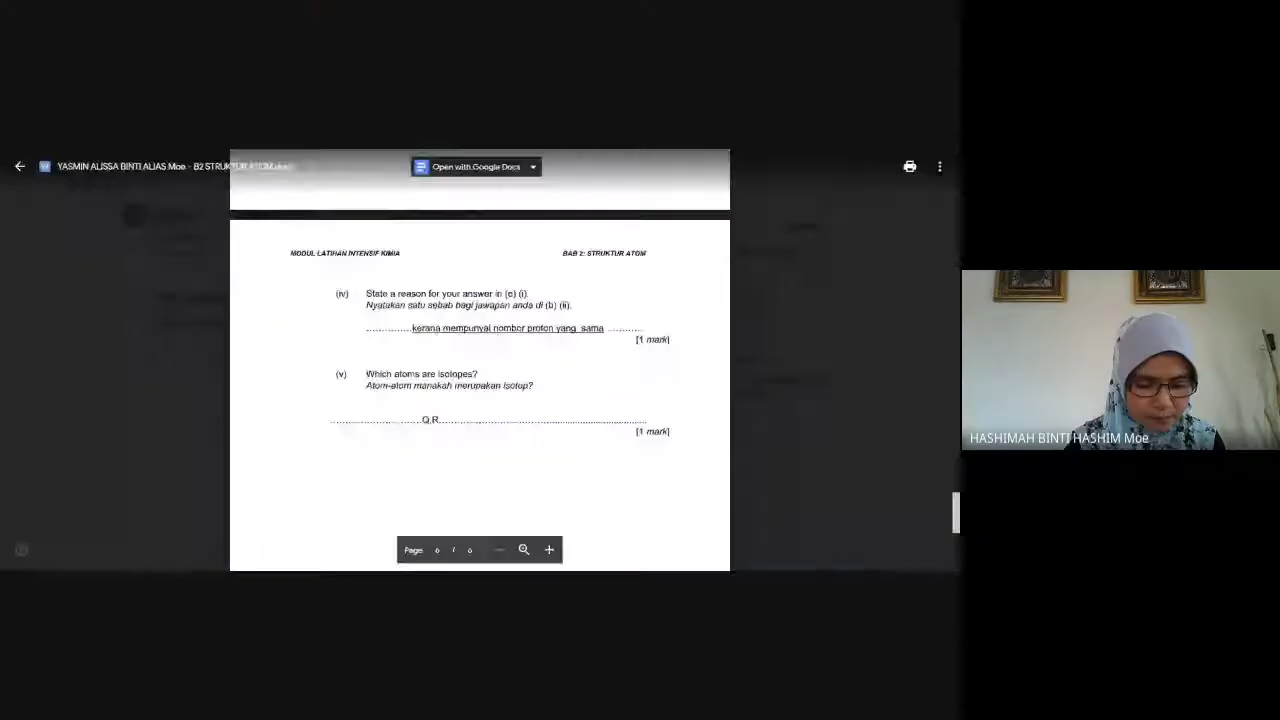 YASMIN ALISSA BINTI ALIAS Moe - B2 STRUKTUR ATOM
Open with Google Docs
MODUL LATIHAN INTENSIF KIMIA
BAB 2: STRUKTUR ATOM
(iv) State a reason for your answer in (e) (i).
Nyatakan satu sebab bagi jawapan anda di (b) (ii).
................kerana mempunyai nombor proton yang sama ............
[1 mark]
(v) Which atoms are isotopes?
Atom-atom manakah merupakan isotop?
........................Q,R............................................................
[1 mark]
Page 6 / 6
HASHIMAH BINTI HASHIM Moe